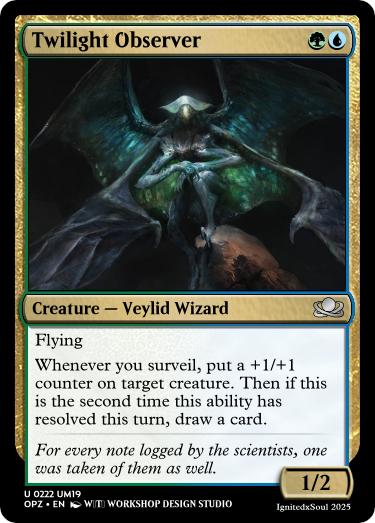 Twilight Observer
Creature — Veylid Wizard
Flying
Whenever you surveil, put a +1/+1
counter on target creature. Then if this
is the second time this ability has
resolved this turn, draw a card.
For every note logged by the scientists, one
was taken of them as well.
1/2
U 0222 UM19
OPZ • EN WORKSHOP DESIGN STUDIO
IgnitedxSoul 2025